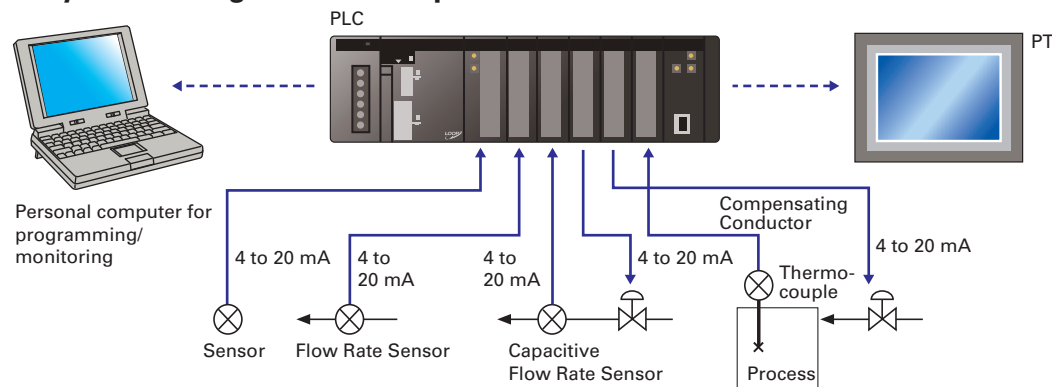 PLC
PT
LOOP
Personal computer for
programming/
monitoring
4 to 20 mA
4 to
20 mA
4 to
20 mA
4 to 20 mA
Compensating
Conductor
4 to 20 mA
Thermo-
couple
Sensor
Flow Rate Sensor
Capacitive
Flow Rate Sensor
Process